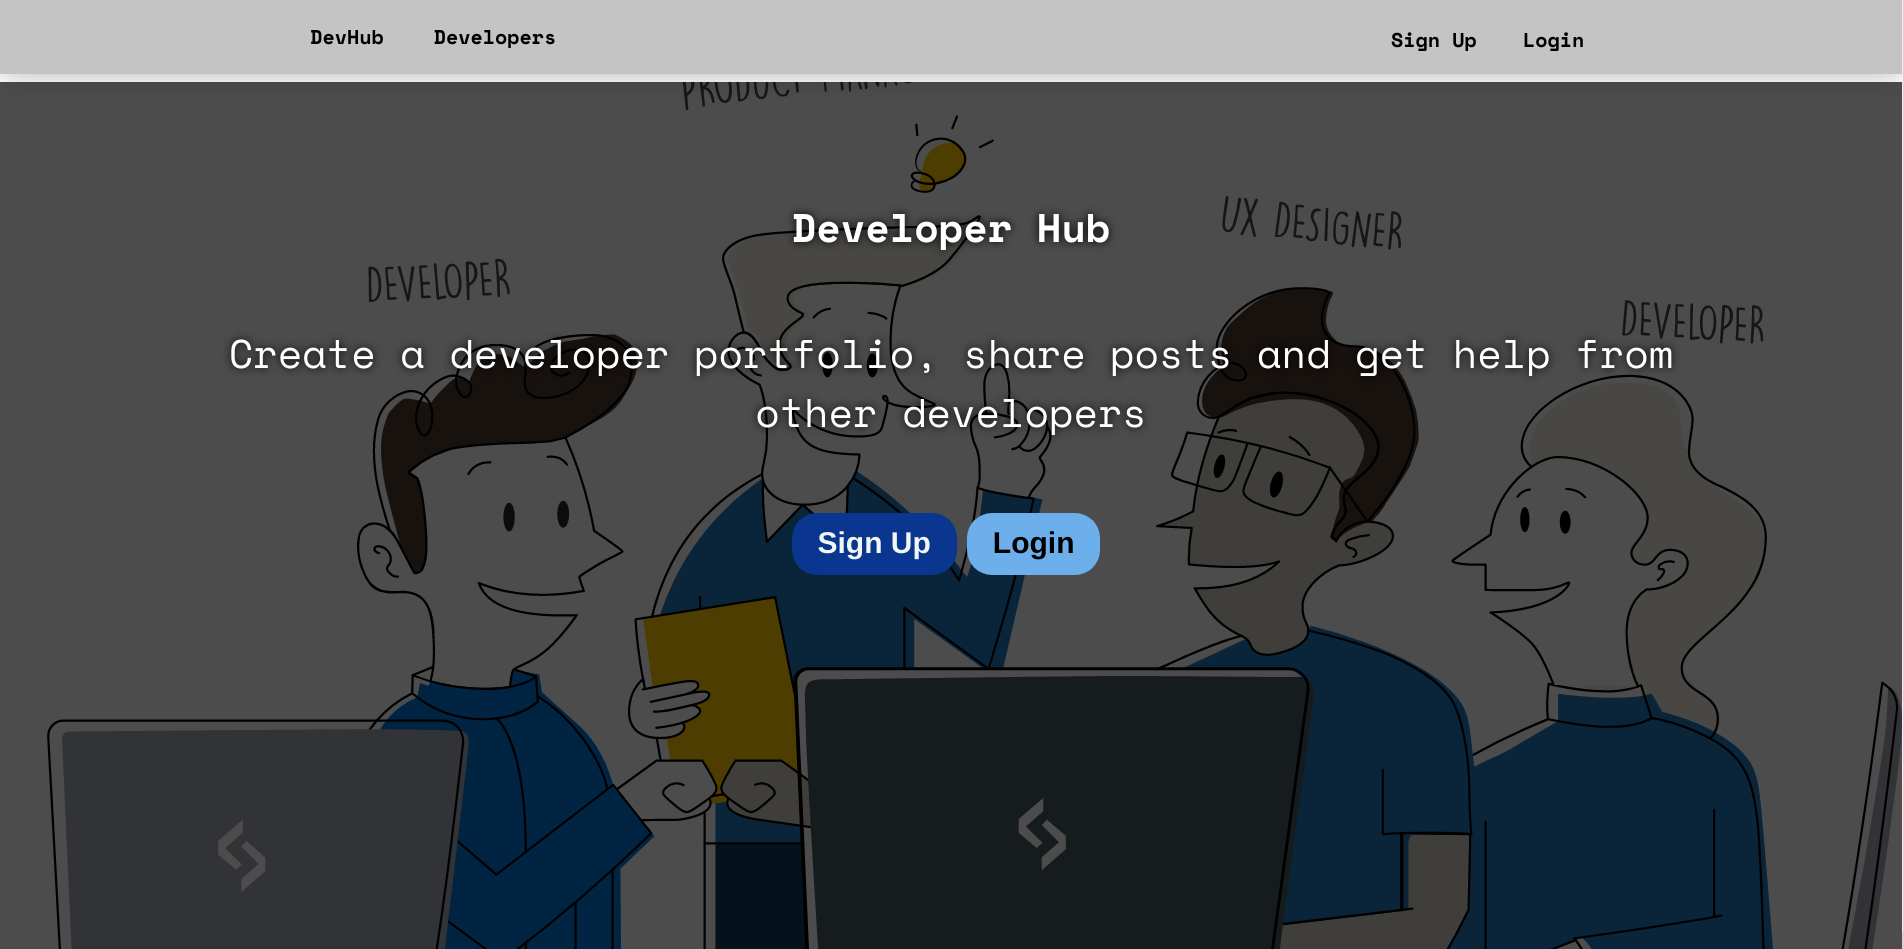 DevHub Developers Sign Up Login
PRODUCT
Developer Hub
UX DESIGNER
DEVELOPER
DEVELOPER
Create a developer portfolio, share posts and get help from
other developers
Sign Up Login